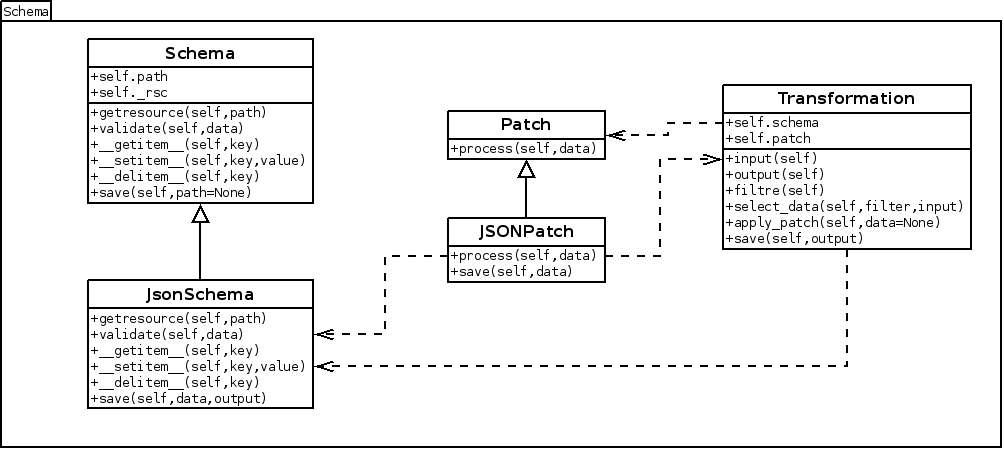 Schema
Schema
+self.path
+self._rsc
+getresource(self,path)
+validate(self,data)
+__getitem__(self,key)
+__setitem__(self,key,value)
+__delitem__(self,key)
+save(self,path=None)
Patch
+process(self,data)
Transformation
+self.schema
+self.patch
+input(self)
+output(self)
+filtre(self)
+select_data(self,filter,input)
+apply_patch(self,data=None)
+save(self,output)
JSONPatch
+process(self,data)
+save(self,data)
JsonSchema
+getresource(self,path)
+validate(self,data)
+__getitem__(self,key)
+__setitem__(self,key,value)
+__delitem__(self,key)
+save(self,data,output)